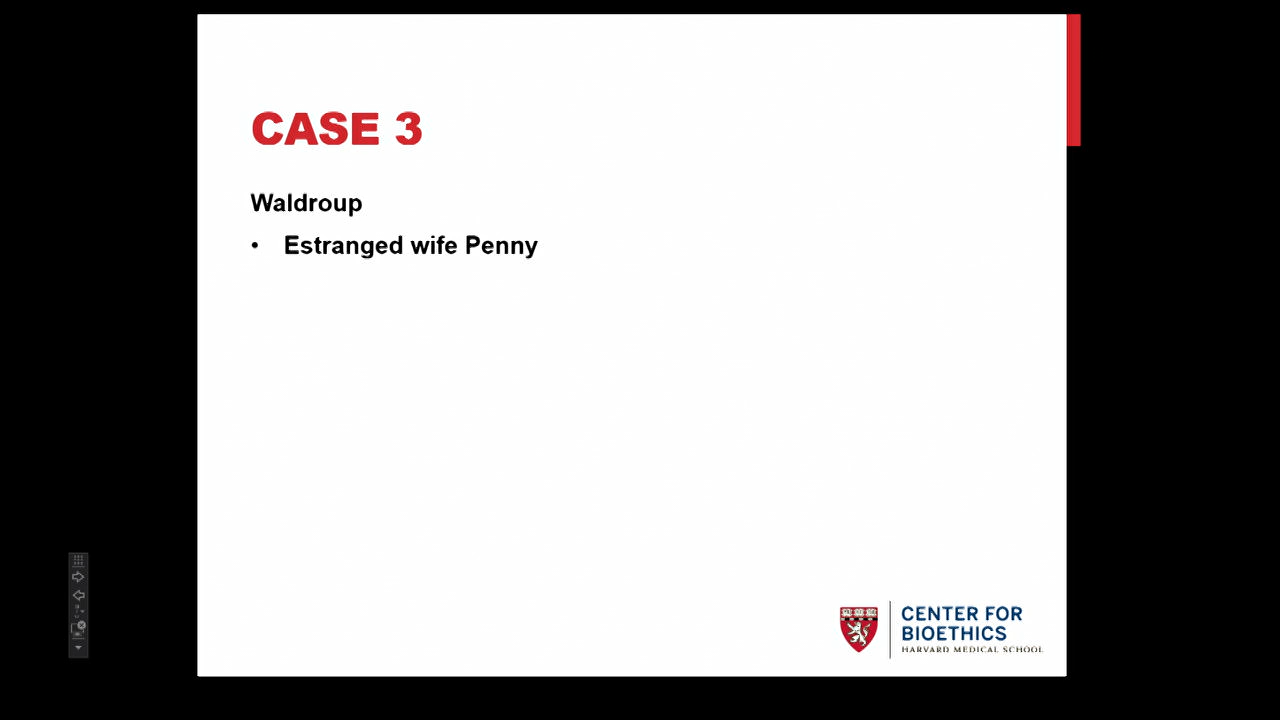 CASE 3
Waldroup
• Estranged wife Penny
CENTER FOR
BIOETHICS
HARVARD MEDICAL SCHOOL